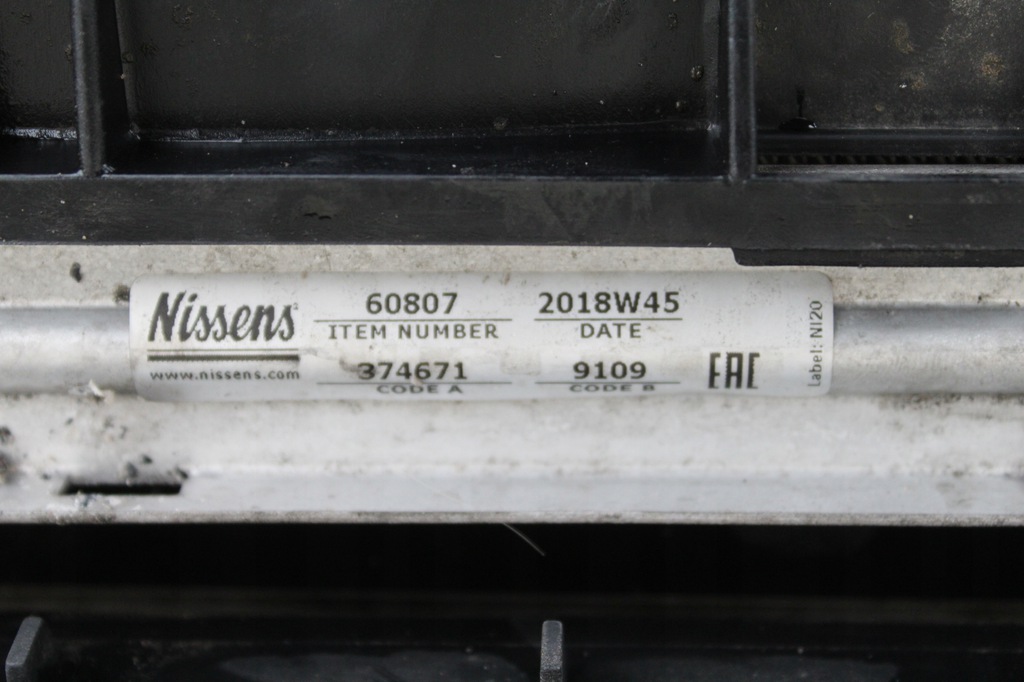 Nissens
www.nissens.com
60807
ITEM NUMBER
374671
CODE A
2018W45
DATE
9109
CODE B
EAC
Label: NI20